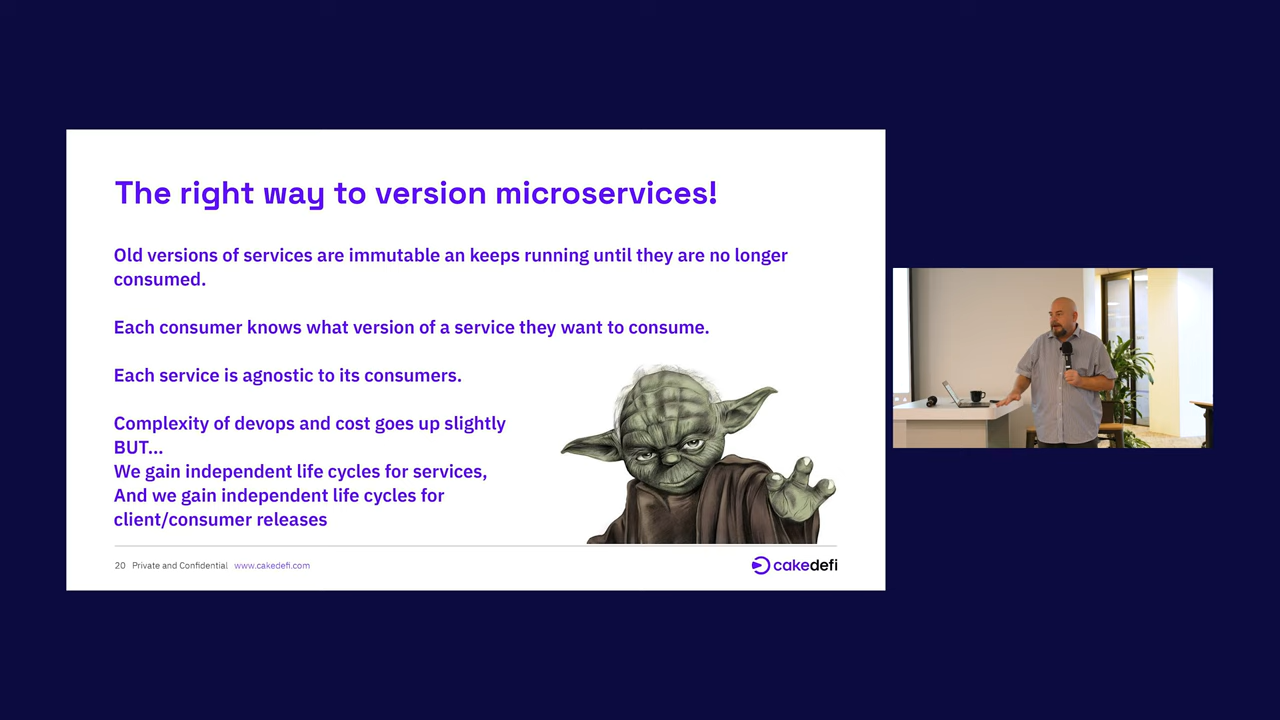 The right way to version microservices!
Old versions of services are immutable an keeps running until they are no longer
consumed.
Each consumer knows what version of a service they want to consume.
Each service is agnostic to its consumers.
Complexity of devops and cost goes up slightly
BUT...
We gain independent life cycles for services,
And we gain independent life cycles for
client/consumer releases
20 Private and Confidential www.cakedefi.com
cakedefi